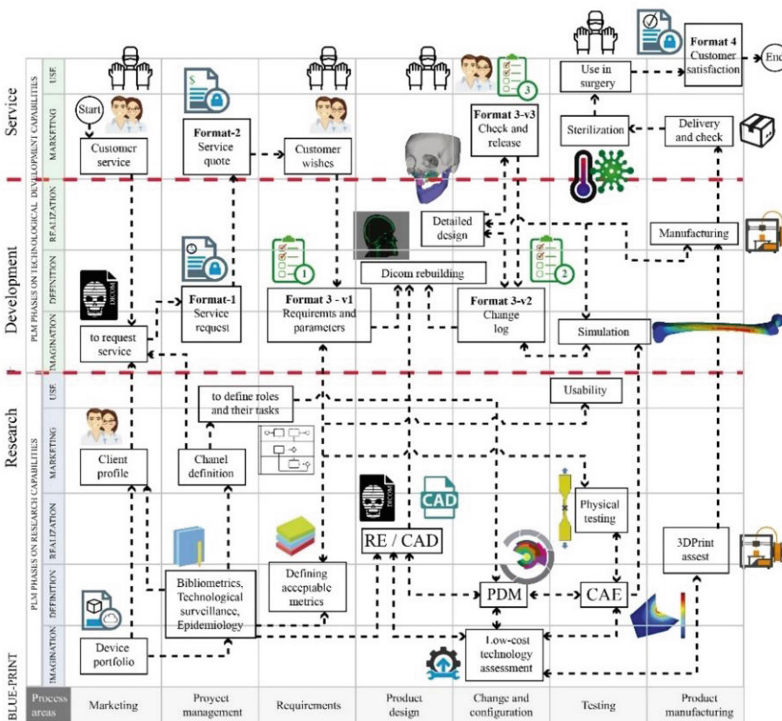 Service
Development
Research
BLUE-PRINT
PLM PHASES ON TECHNOLOGICAL DEVELOPMENT CAPABILITIES
PLM PHASES ON RESEARCH CAPABILITIES
USE
MARKETING
REALIZATION
DEFINITION
IMAGINATION
USE
MARKETING
REALIZATION
DEFINITION
IMAGINATION
Start
Customer
service
$
Format-2
Service
quote
Customer
wishes
3
Format 3-v3
Check and
release
Use in
surgery
Sterilization
Format 4
Customer
satisfaction
End
Delivery
and check
DICOM
to request
service
Format-1
Service
request
1
Format 3 - v1
Requiremts and
parameters
Detailed
design
Dicom rebuilding
2
Format 3-v2
Change
log
Simulation
Manufacturing
Client
profile
to define roles
and their tasks
Chanel
definition
Usability
DICOM
CAD
RE / CAD
Physical
testing
3DPrint
assest
Bibliometrics,
Technological
surveillance,
Epidemiology
Defining
acceptable
metrics
PDM
CAE
Device
portfolio
Low-cost
technology
assessment
Process
areas
Marketing
Proyect
management
Requirements
Product
design
Change and
configuration
Testing
Product
manufacturing